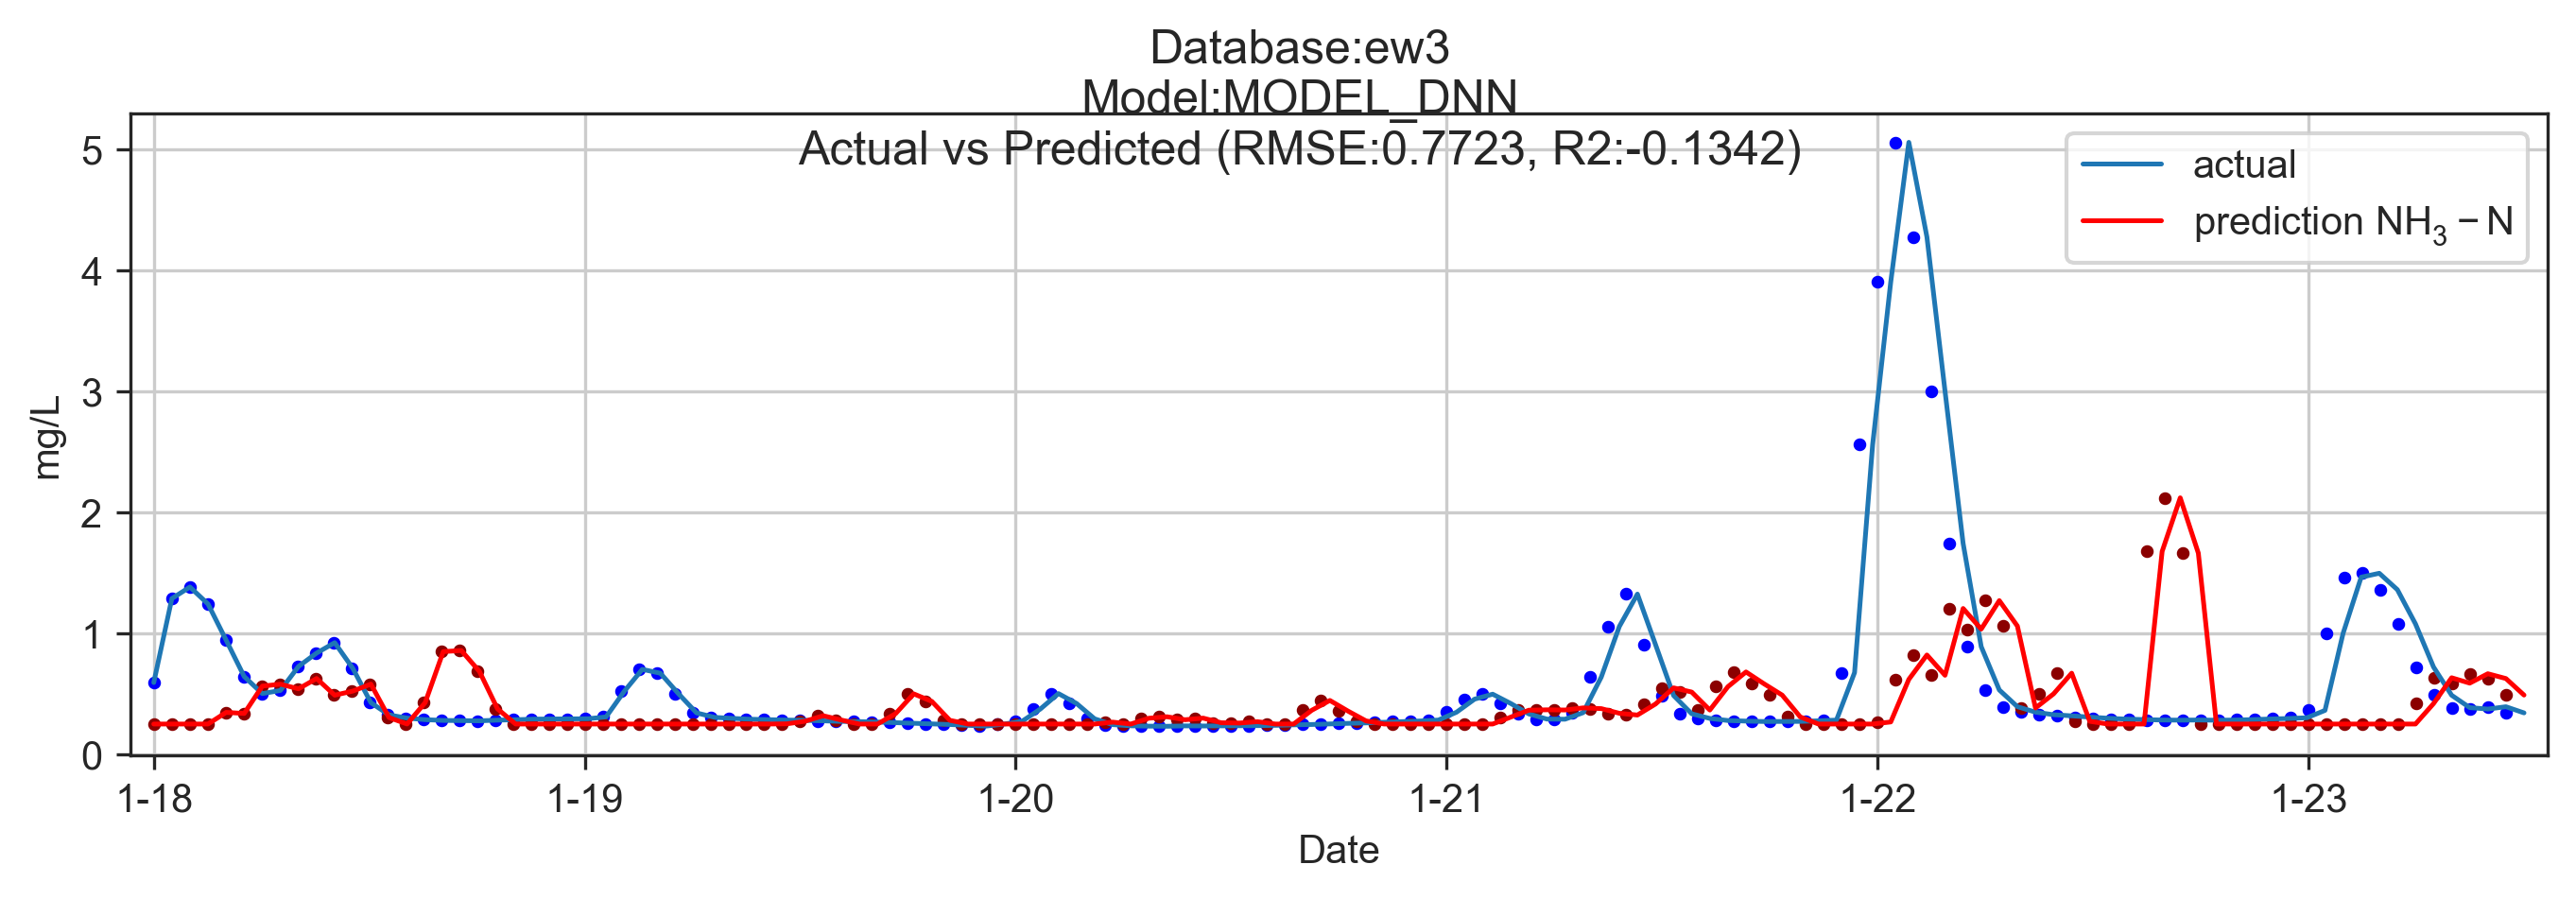 Database:ew3
Model:MODEL_DNN
Actual vs Predicted (RMSE:0.7723, R2:-0.1342)
actual
prediction NH₃ − N
5
4
3
2
1
0
mg/L
1-18 1-19 1-20 1-21 1-22 1-23
Date